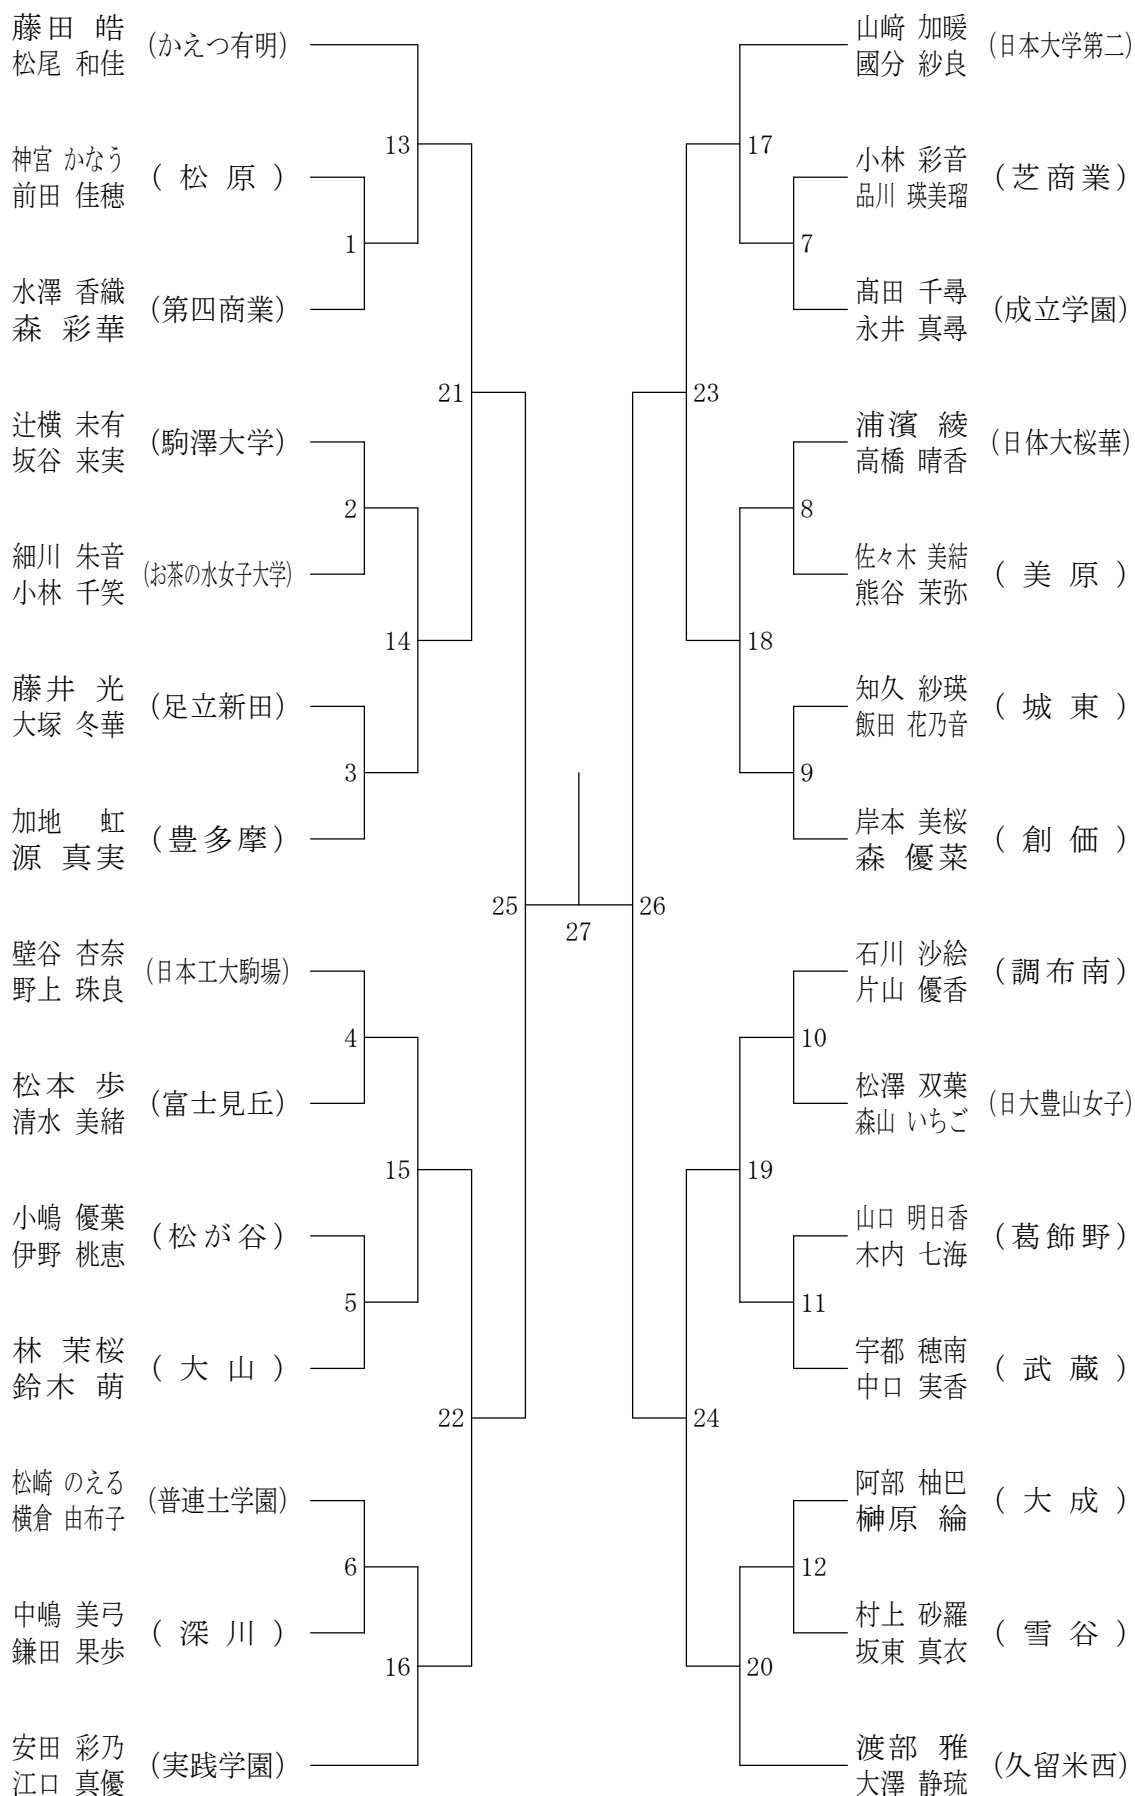 藤田 皓
松尾 和佳
(かえつ有明)
13
神宮 かなう
前田 佳穂
( 松 原 )
1
水澤 香織
森 彩華
(第四商業)
21
辻横 未有
坂谷 来実
(駒澤大学)
2
細川 朱音
小林 千笑
(お茶の水女子大学)
14
藤井 光
大塚 冬華
(足立新田)
3
加地 虹
源 真実
(豊多摩)
25
27
壁谷 杏奈
野上 珠良
(日本工大駒場)
4
松本 歩
清水 美緒
(富士見丘)
15
小嶋 優葉
伊野 桃恵
(松が谷)
5
林 茉桜
鈴木 萌
( 大 山 )
22
松崎 のえる
横倉 由布子
(普連土学園)
6
中嶋 美弓
鎌田 果歩
( 深 川 )
16
安田 彩乃
江口 真優
(実践学園)
山﨑 加暖
國分 紗良
(日本大学第二)
17
小林 彩音
品川 瑛美瑠
(芝商業)
7
髙田 千尋
永井 真尋
(成立学園)
23
浦濱 綾
高橋 晴香
(日体大桜華)
8
佐々木 美結
熊谷 茉弥
( 美 原 )
18
知久 紗瑛
飯田 花乃音
( 城 東 )
9
岸本 美桜
森 優菜
( 創 価 )
26
石川 沙絵
片山 優香
(調布南)
10
松澤 双葉
森山 いちご
(日大豊山女子)
19
山口 明日香
木内 七海
(葛飾野)
11
宇都 穂南
中口 実香
( 武 蔵 )
24
阿部 柚巴
榊原 綸
( 大 成 )
12
村上 砂羅
坂東 真衣
( 雪 谷 )
20
渡部 雅
大澤 静琉
(久留米西)